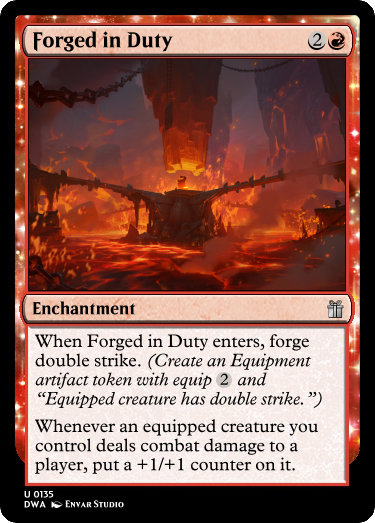 Forged in Duty 2
Enchantment
When Forged in Duty enters, forge
double strike. (Create an Equipment
artifact token with equip 2 and
“Equipped creature has double strike.”)
Whenever an equipped creature you
control deals combat damage to a
player, put a +1/+1 counter on it.
U 0135
DWA Envar Studio